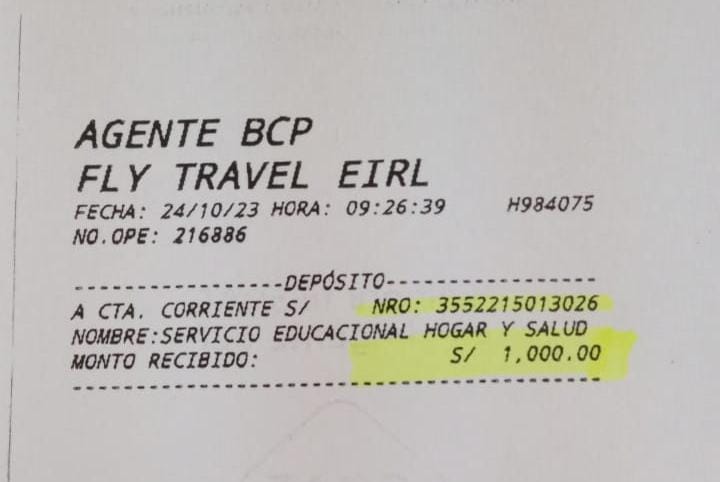 AGENTE BCP
FLY TRAVEL EIRL
FECHA: 24/10/23 HORA: 09:26:39 H984075
NO.OPE: 216886
-----------------DEPÓSITO-----------------
A CTA. CORRIENTE S/ NRO: 3552215013026
NOMBRE:SERVICIO EDUCACIONAL HOGAR Y SALUD
MONTO RECIBIDO: S/ 1,000.00
------------------------------------------